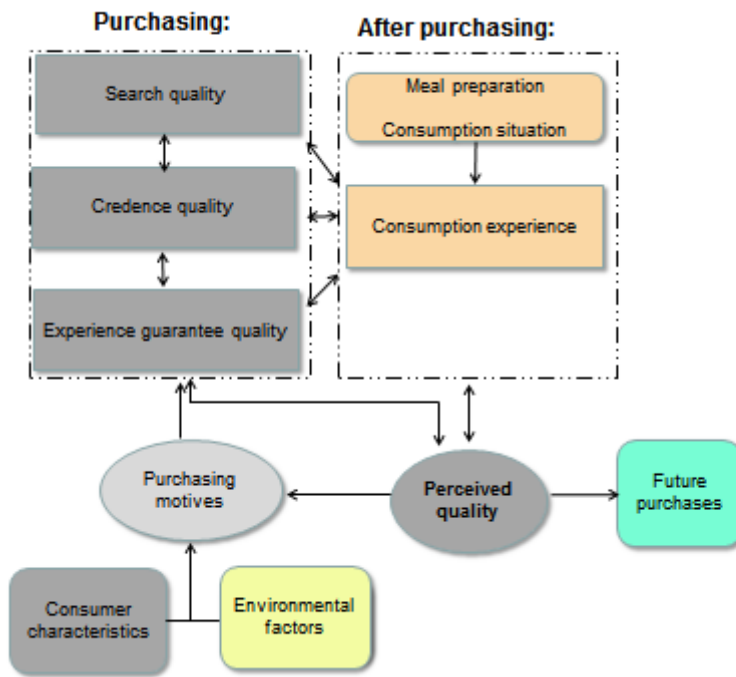 Purchasing:
After purchasing:
Search quality
Credence quality
Experience guarantee quality
Meal preparation
Consumption situation
Consumption experience
Purchasing
motives
Perceived
quality
Future
purchases
Consumer
characteristics
Environmental
factors